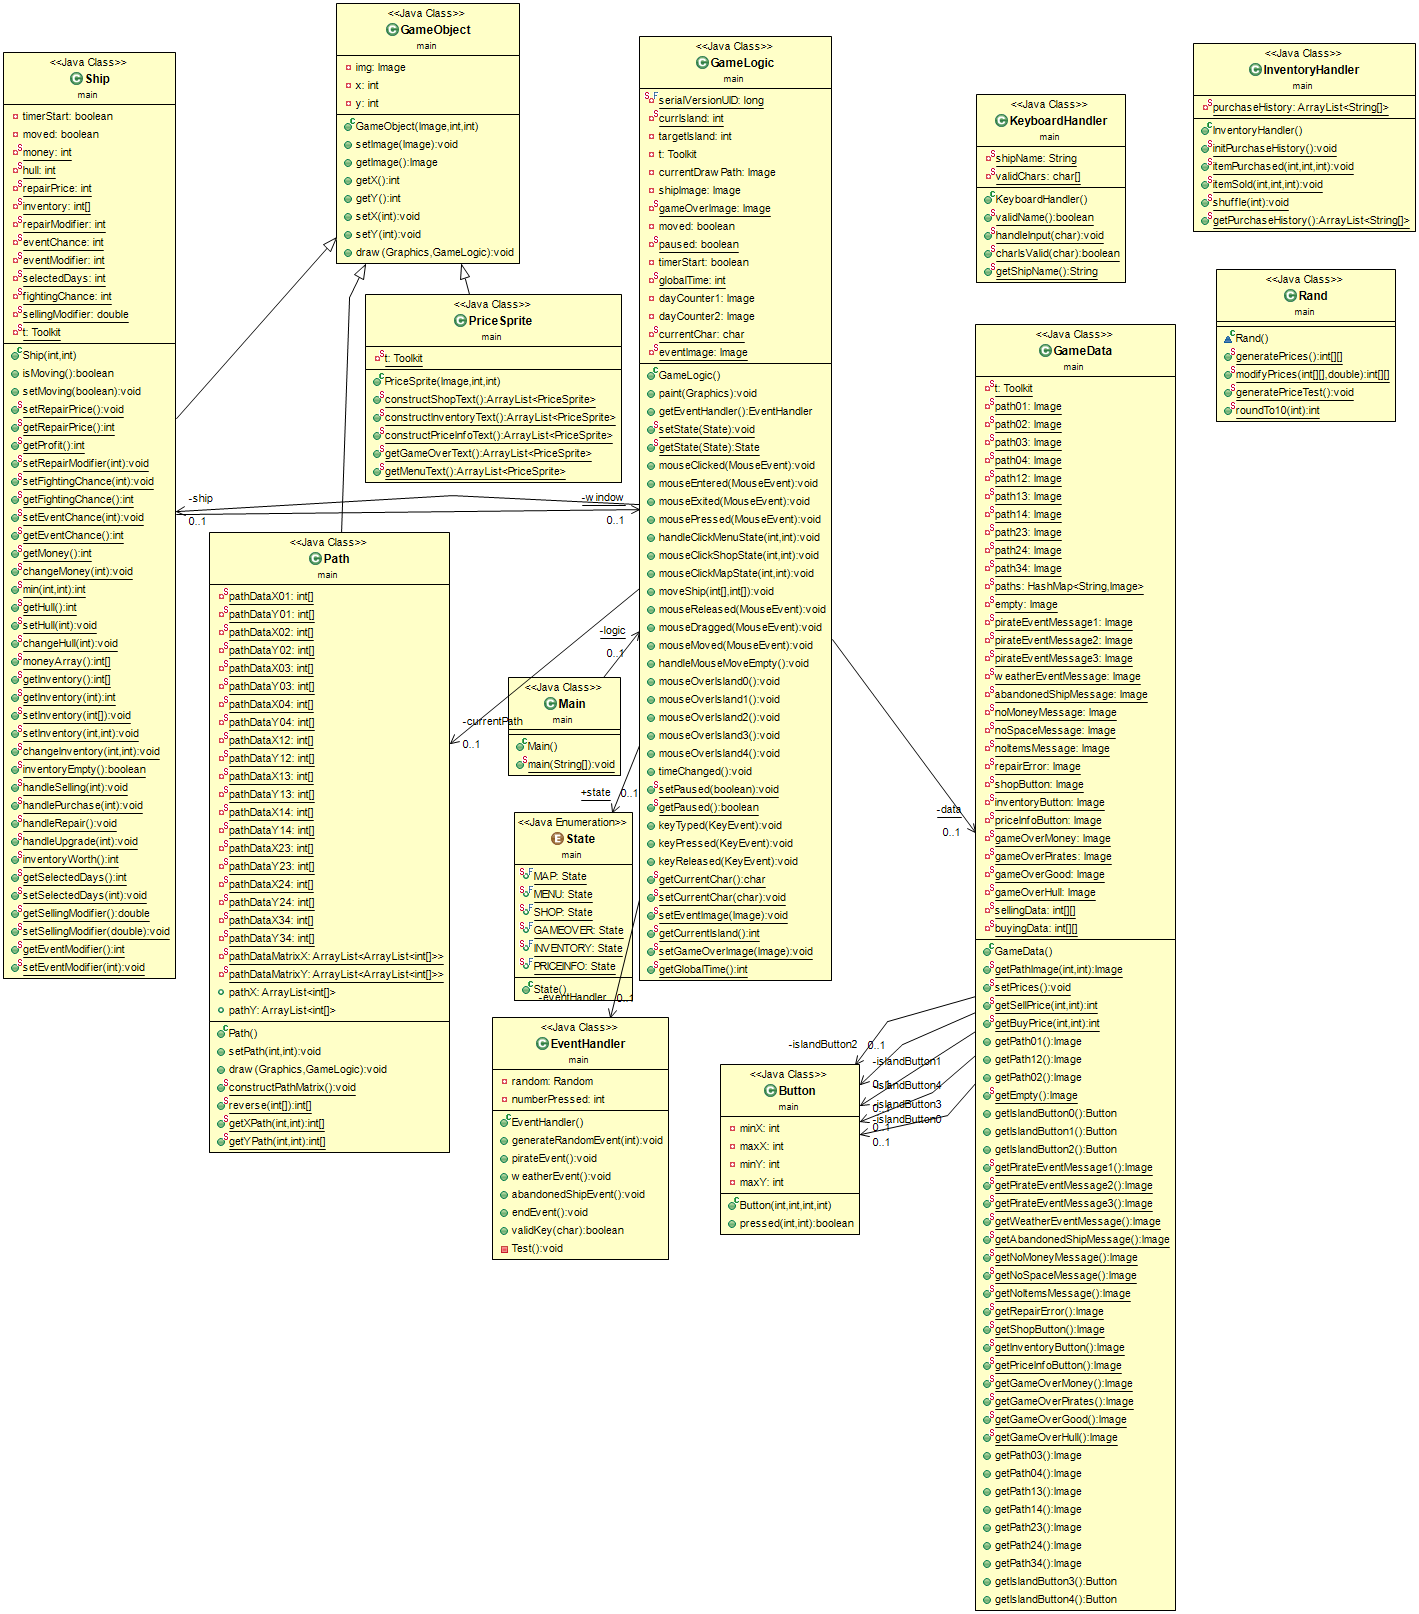 <<Java Class>>
Ship
main
timerStart: boolean
moved: boolean
money: int
hull: int
repairPrice: int
inventory: int[]
repairModifier: int
eventChance: int
eventModifier: int
selectedDays: int
fightingChance: int
sellingModifier: double
t: Toolkit
Ship(int,int)
isMoving():boolean
setMoving(boolean):void
setRepairPrice():void
getRepairPrice():int
getProfit():int
setRepairModifier(int):void
setFightingChance(int):void
getFightingChance():int
setEventChance(int):void
getEventChance():int
getMoney():int
changeMoney(int):void
min(int,int):int
getHull():int
setHull(int):void
changeHull(int):void
moneyArray():int[]
getInventory():int[]
getInventory(int):int
setInventory(int[]):void
setInventory(int,int):void
changeInventory(int,int):void
inventoryEmpty():boolean
handleSelling(int):void
handlePurchase(int):void
handleRepair():void
handleUpgrade(int):void
inventoryWorth():int
getSelectedDays():int
setSelectedDays(int):void
getSellingModifier():double
setSellingModifier(double):void
getEventModifier():int
setEventModifier(int):void
<<Java Class>>
GameObject
main
img: Image
x: int
y: int
GameObject(Image,int,int)
setImage(Image):void
getImage():Image
getX():int
getY():int
setX(int):void
setY(int):void
draw(Graphics,GameLogic):void
<<Java Class>>
PriceSprite
main
t: Toolkit
PriceSprite(Image,int,int)
constructShopText():ArrayList<PriceSprite>
constructInventoryText():ArrayList<PriceSprite>
constructPriceInfoText():ArrayList<PriceSprite>
getGameOverText():ArrayList<PriceSprite>
getMenuText():ArrayList<PriceSprite>
-ship
0..1
-window
0..1
<<Java Class>>
Path
main
pathDataX01: int[]
pathDataY01: int[]
pathDataX02: int[]
pathDataY02: int[]
pathDataX03: int[]
pathDataY03: int[]
pathDataX04: int[]
pathDataY04: int[]
pathDataX12: int[]
pathDataY12: int[]
pathDataX13: int[]
pathDataY13: int[]
pathDataX14: int[]
pathDataY14: int[]
pathDataX23: int[]
pathDataY23: int[]
pathDataX24: int[]
pathDataY24: int[]
pathDataX34: int[]
pathDataY34: int[]
pathDataMatrixX: ArrayList<ArrayList<int[]>>
pathDataMatrixY: ArrayList<ArrayList<int[]>>
pathX: ArrayList<int[]>
pathY: ArrayList<int[]>
Path()
setPath(int,int):void
draw(Graphics,GameLogic):void
constructPathMatrix():void
reverse(int[]):int[]
getXPath(int,int):int[]
getYPath(int,int):int[]
-logic
0..1
<<Java Class>>
Main
main
Main()
main(String[]):void
-currentPath
0..1
+state
0..1
<<Java Enumeration>>
State
main
MAP: State
MENU: State
SHOP: State
GAMEOVER: State
INVENTORY: State
PRICEINFO: State
State()
-eventHandler
0..1
<<Java Class>>
EventHandler
main
random: Random
numberPressed: int
EventHandler()
generateRandomEvent(int):void
pirateEvent():void
weatherEvent():void
abandonedShipEvent():void
endEvent():void
validKey(char):boolean
Test():void
<<Java Class>>
GameLogic
main
serialVersionUID: long
currIsland: int
targetIsland: int
t: Toolkit
currentDraw Path: Image
shipImage: Image
gameOverImage: Image
moved: boolean
paused: boolean
timerStart: boolean
globalTime: int
dayCounter1: Image
dayCounter2: Image
currentChar: char
eventImage: Image
GameLogic()
paint(Graphics):void
getEventHandler():EventHandler
setState(State):void
getState(State):State
mouseClicked(MouseEvent):void
mouseEntered(MouseEvent):void
mouseExited(MouseEvent):void
mousePressed(MouseEvent):void
handleClickMenuState(int,int):void
mouseClickShopState(int,int):void
mouseClickMapState(int,int):void
moveShip(int[],int[]):void
mouseReleased(MouseEvent):void
mouseDragged(MouseEvent):void
mouseMoved(MouseEvent):void
handleMouseMoveEmpty():void
mouseOverIsland0():void
mouseOverIsland1():void
mouseOverIsland2():void
mouseOverIsland3():void
mouseOverIsland4():void
timeChanged():void
setPaused(boolean):void
getPaused():boolean
keyTyped(KeyEvent):void
keyPressed(KeyEvent):void
keyReleased(KeyEvent):void
getCurrentChar():char
setCurrentChar(char):void
setEventImage(Image):void
getCurrentIsland():int
setGameOverImage(Image):void
getGlobalTime():int
-data
0..1
-islandButton2
0..1
-islandButton1
0..1
-islandButton4
0..1
-islandButton3
0..1
-islandButton0
0..1
<<Java Class>>
Button
main
minX: int
maxX: int
minY: int
maxY: int
Button(int,int,int,int)
pressed(int,int):boolean
<<Java Class>>
KeyboardHandler
main
shipName: String
validChars: char[]
KeyboardHandler()
validName():boolean
handleInput(char):void
charIsValid(char):boolean
getShipName():String
<<Java Class>>
GameData
main
t: Toolkit
path01: Image
path02: Image
path03: Image
path04: Image
path12: Image
path13: Image
path14: Image
path23: Image
path24: Image
path34: Image
paths: HashMap<String,Image>
empty: Image
pirateEventMessage1: Image
pirateEventMessage2: Image
pirateEventMessage3: Image
weatherEventMessage: Image
abandonedShipMessage: Image
noMoneyMessage: Image
noSpaceMessage: Image
noItemsMessage: Image
repairError: Image
shopButton: Image
inventoryButton: Image
priceInfoButton: Image
gameOverMoney: Image
gameOverPirates: Image
gameOverGood: Image
gameOverHull: Image
sellingData: int[][]
buyingData: int[][]
GameData()
getPathImage(int,int):Image
setPrices():void
getSellPrice(int,int):int
getBuyPrice(int,int):int
getPath01():Image
getPath12():Image
getPath02():Image
getEmpty():Image
getIslandButton0():Button
getIslandButton1():Button
getIslandButton2():Button
getPirateEventMessage1():Image
getPirateEventMessage2():Image
getPirateEventMessage3():Image
getWeatherEventMessage():Image
getAbandonedShipMessage():Image
getNoMoneyMessage():Image
getNoSpaceMessage():Image
getNoItemsMessage():Image
getRepairError():Image
getShopButton():Image
getInventoryButton():Image
getPriceInfoButton():Image
getGameOverMoney():Image
getGameOverPirates():Image
getGameOverGood():Image
getGameOverHull():Image
getPath03():Image
getPath04():Image
getPath13():Image
getPath14():Image
getPath23():Image
getPath24():Image
getPath34():Image
getIslandButton3():Button
getIslandButton4():Button
<<Java Class>>
InventoryHandler
main
purchaseHistory: ArrayList<String[]>
InventoryHandler()
initPurchaseHistory():void
itemPurchased(int,int,int):void
itemSold(int,int,int):void
shuffle(int):void
getPurchaseHistory():ArrayList<String[]>
<<Java Class>>
Rand
main
Rand()
generatePrices():int[][]
modifyPrices(int[][],double):int[][]
generatePriceTest():void
roundTo10(int):int